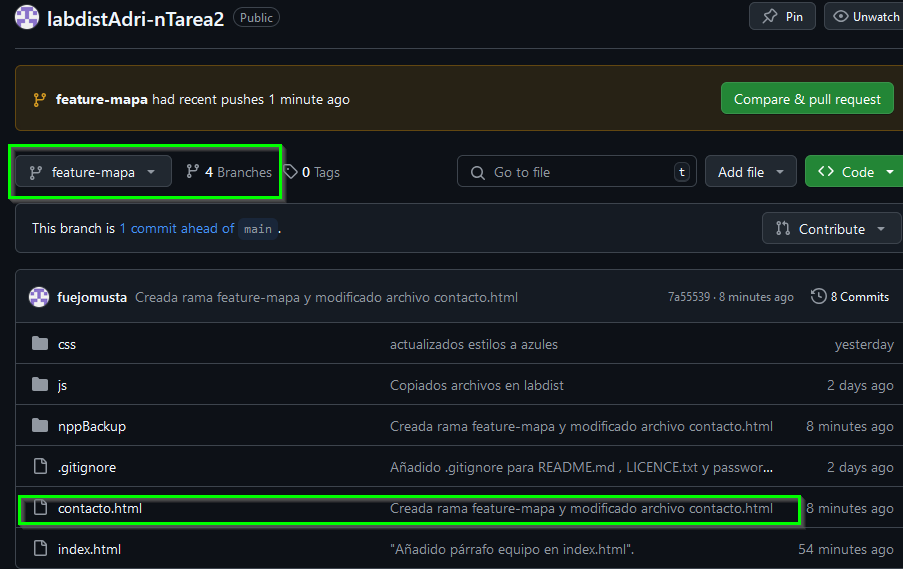 labdistAdri-nTarea2 Public Pin Unwatch
feature-mapa had recent pushes 1 minute ago Compare & pull request
feature-mapa 4 Branches 0 Tags Go to file t Add file Code
This branch is 1 commit ahead of main . Contribute
fuejomusta Creada rama feature-mapa y modificado archivo contacto.html 7a55539 · 8 minutes ago 8 Commits
css actualizados estilos a azules yesterday
js Copiados archivos en labdist 2 days ago
nppBackup Creada rama feature-mapa y modificado archivo contacto.html 8 minutes ago
.gitignore Añadido .gitignore para README.md , LICENCE.txt y passwor... 2 days ago
contacto.html Creada rama feature-mapa y modificado archivo contacto.html 8 minutes ago
index.html "Añadido párrafo equipo en index.html". 54 minutes ago